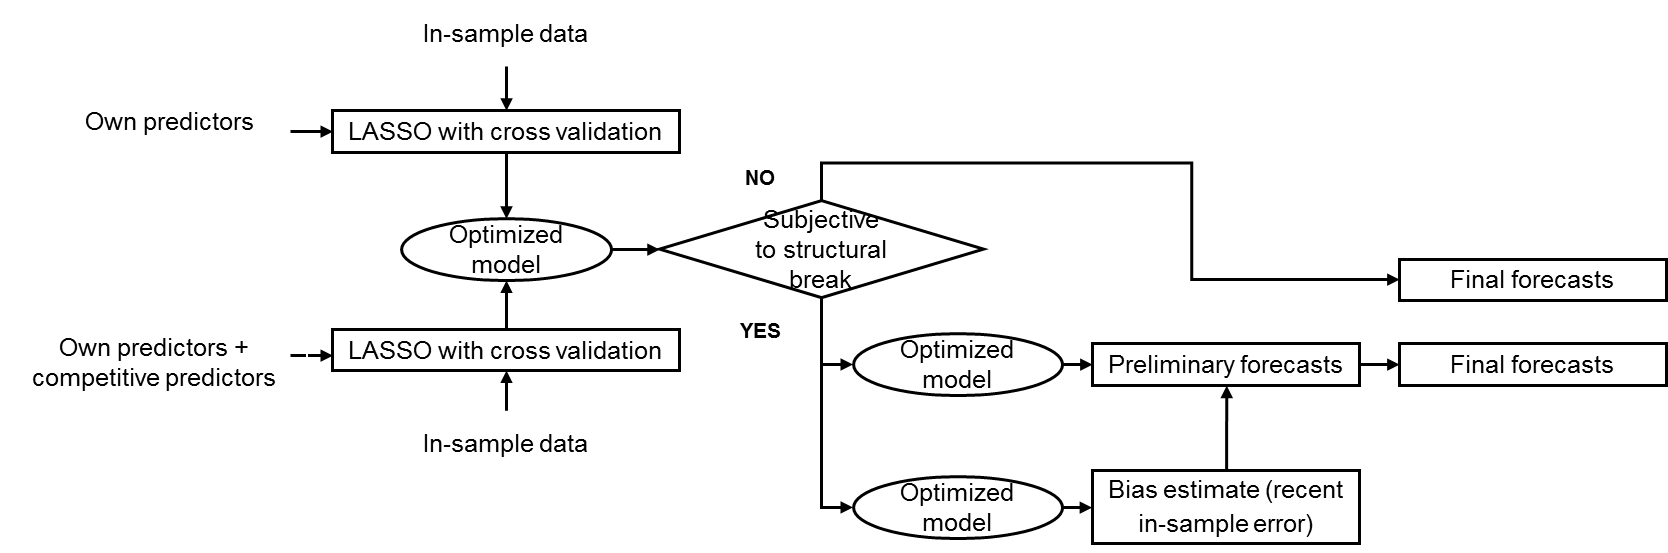 In-sample data
Own predictors
LASSO with cross validation
NO
Subjective
to structural
break
Optimized
model
Final forecasts
YES
Own predictors +
competitive predictors
LASSO with cross validation
Optimized
model
Preliminary forecasts
Final forecasts
In-sample data
Optimized
model
Bias estimate (recent
in-sample error)